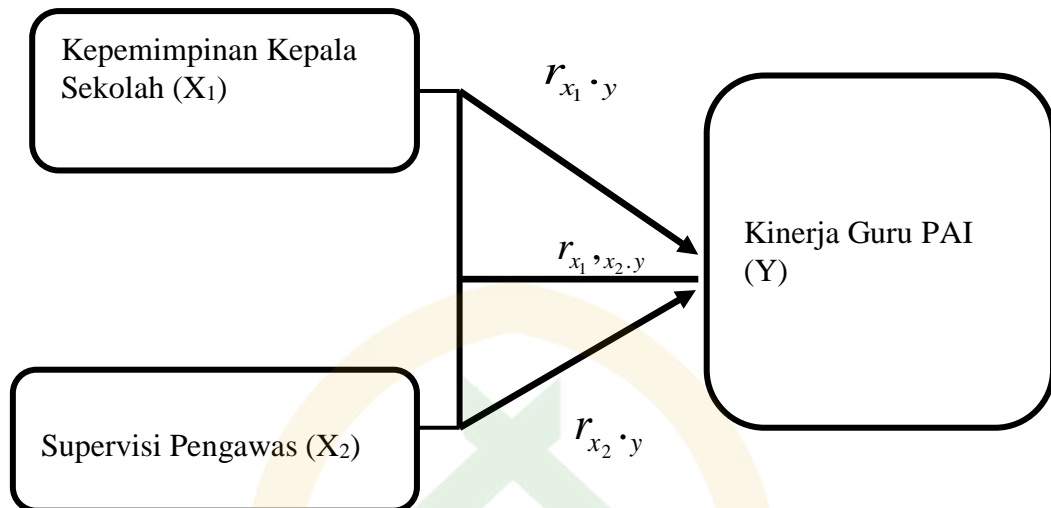 Kepemimpinan Kepala
Sekolah (X₁)
rₓ₁ · y
Kinerja Guru PAI
(Y)
rₓ₁ , ₓ₂ . y
Supervisi Pengawas (X₂)
rₓ₂ · y